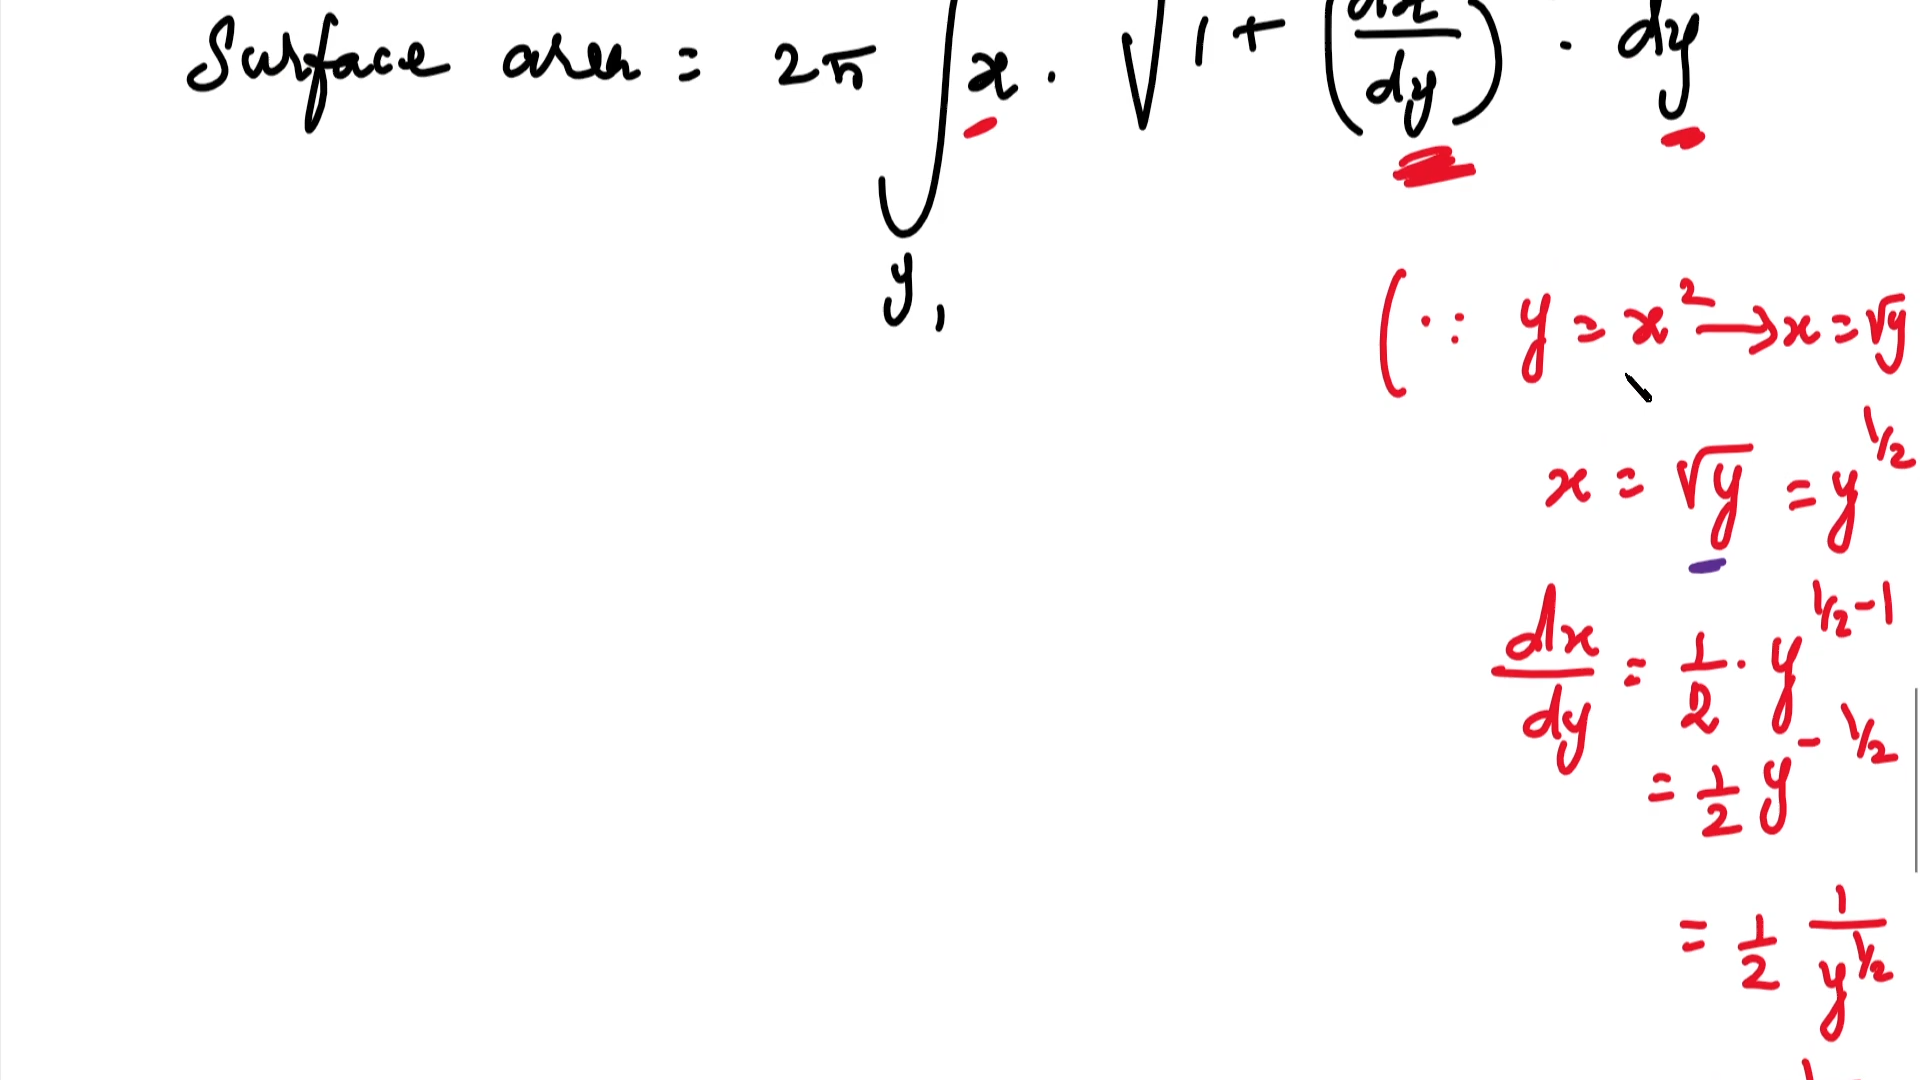 Surface area = 2π ∫ x . √ 1 + (dx/dy) . dy
y₁
(∵ y = x² → x = √y
x = √y = y^1/2
dx/dy = 1/2 . y^1/2-1
= 1/2 y^-1/2
= 1/2 1/y^1/2